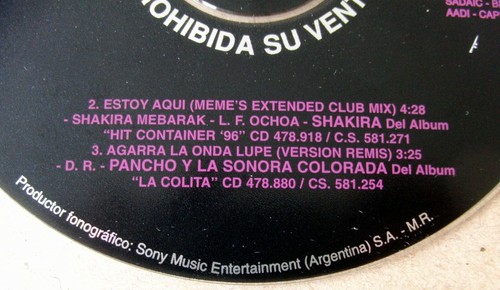 PROHIBIDA SU VENT
SADAIC - B
AADI - CAP
2. ESTOY AQUI (MEME'S EXTENDED CLUB MIX) 4:28
- SHAKIRA MEBARAK - L. F. OCHOA - SHAKIRA Del Album
"HIT CONTAINER '96" CD 478.918 / C.S. 581.271
3. AGARRA LA ONDA LUPE (VERSION REMIS) 3:25
- D. R. - PANCHO Y LA SONORA COLORADA Del Album
"LA COLITA" CD 478.880 / CS. 581.254
Productor fonográfico: Sony Music Entertainment (Argentina) S.A. - M.R.